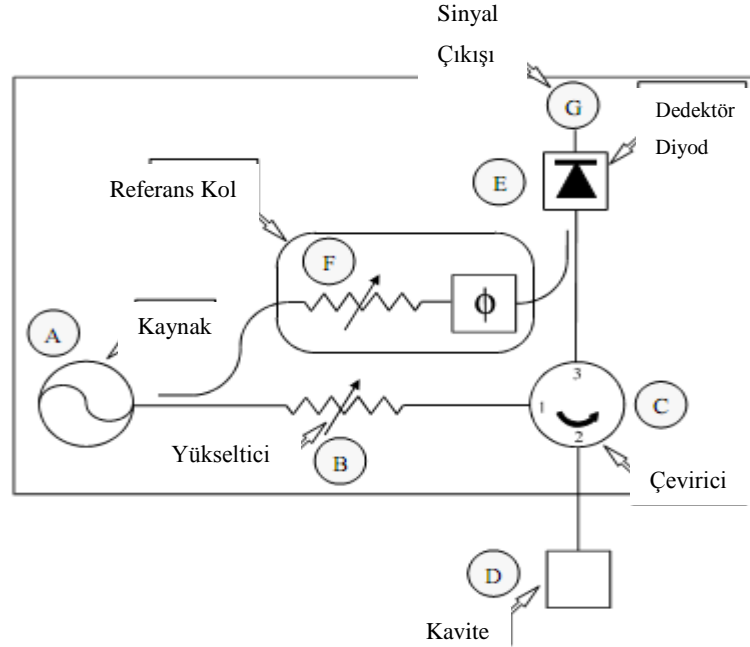 Sinyal
Çıkışı
G
Dedektör
Diyod
E
Referans Kol
F
ϕ
A
Kaynak
3
1
2
C
Yükseltici
B
Çevirici
D
Kavite